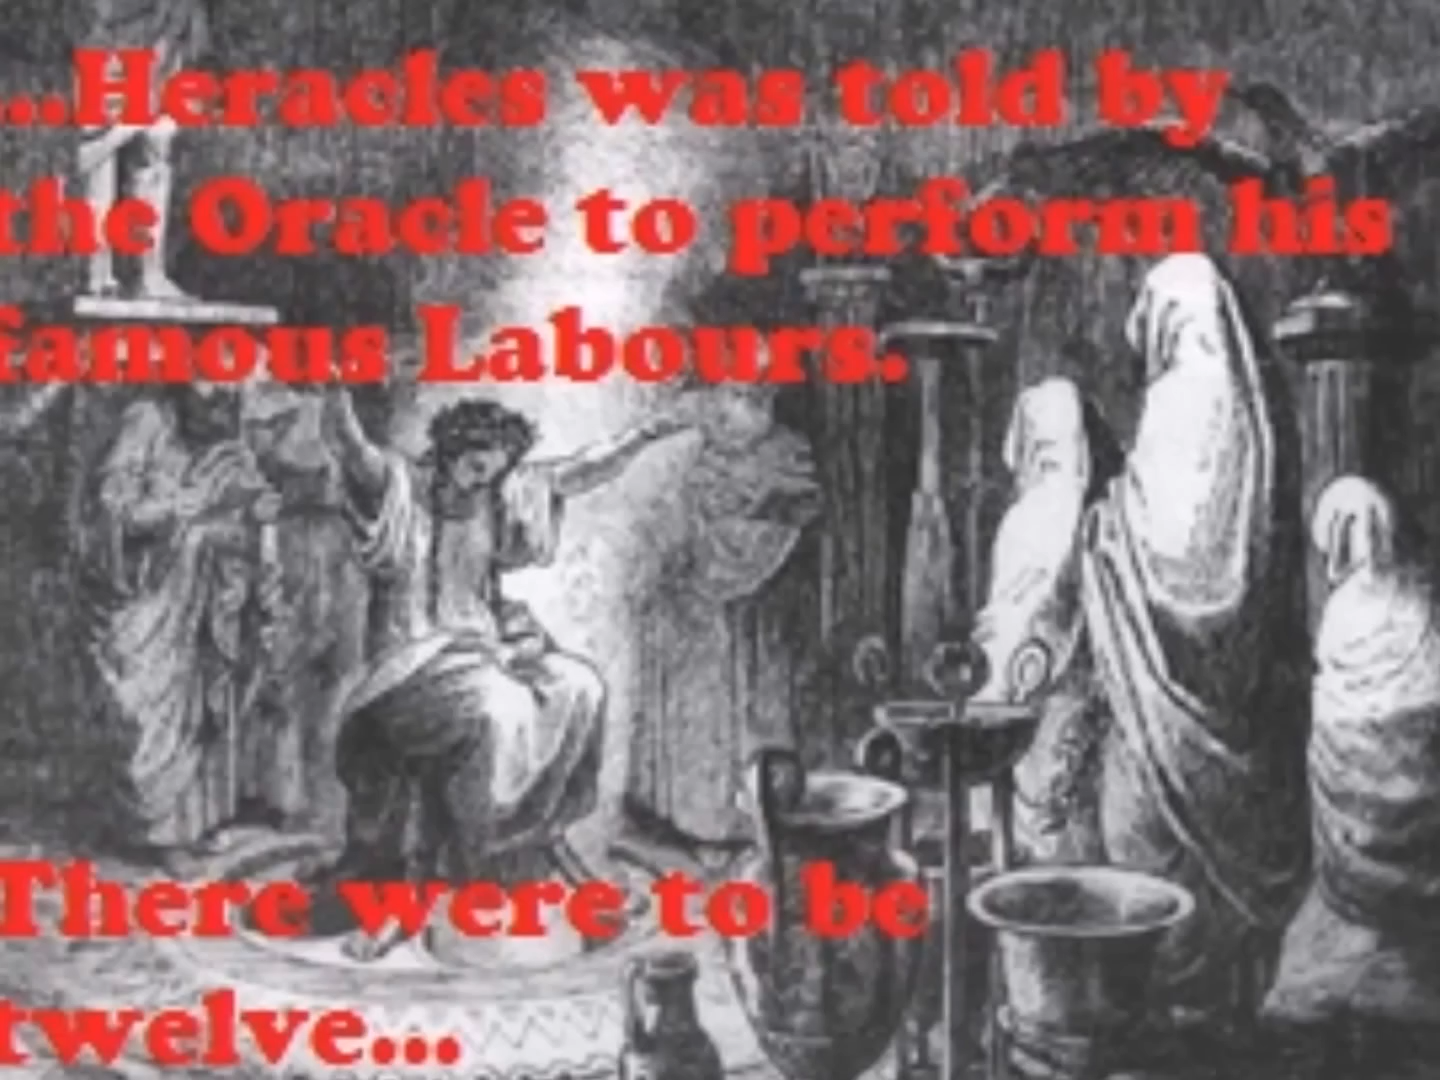 ...Heracles was told by
the Oracle to perform his
famous Labours.
There were to be
twelve...